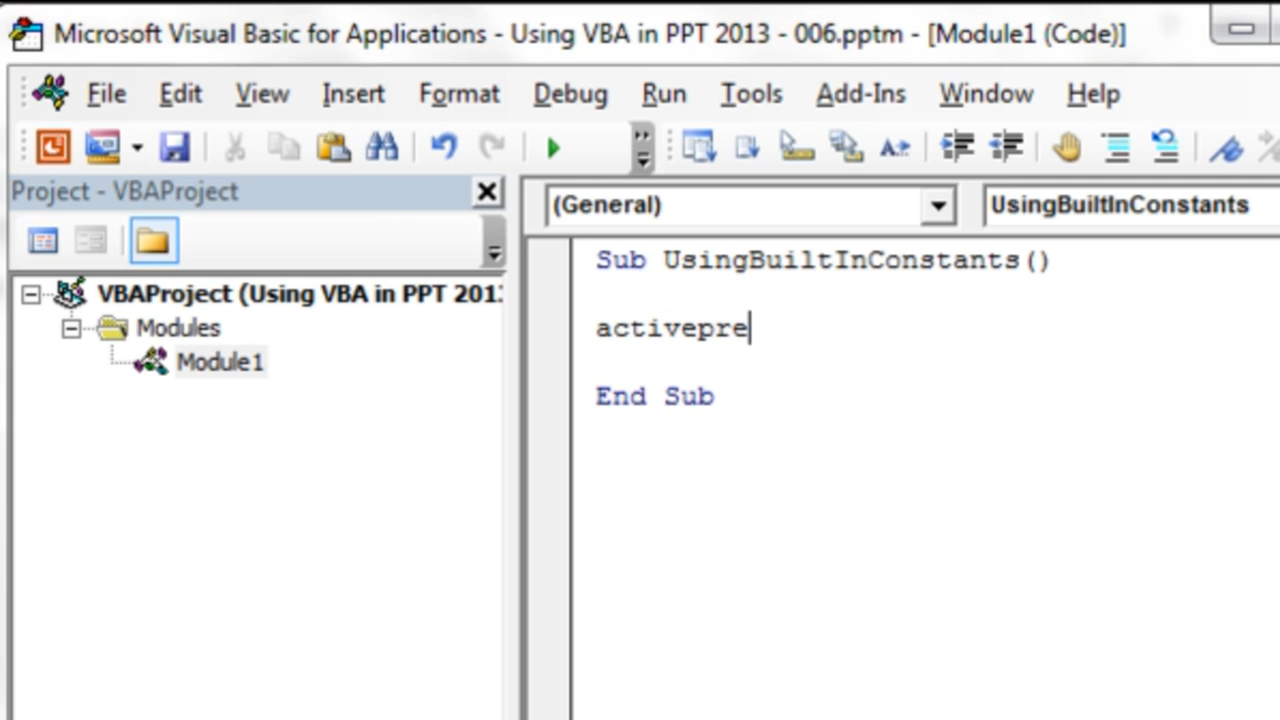 Microsoft Visual Basic for Applications - Using VBA in PPT 2013 - 006.pptm - [Module1 (Code)]
File Edit View Insert Format Debug Run Tools Add-Ins Window Help
Project - VBAProject
(General) UsingBuiltInConstants
VBAProject (Using VBA in PPT 201
Modules
Module1
Sub UsingBuiltInConstants()
activepre
End Sub